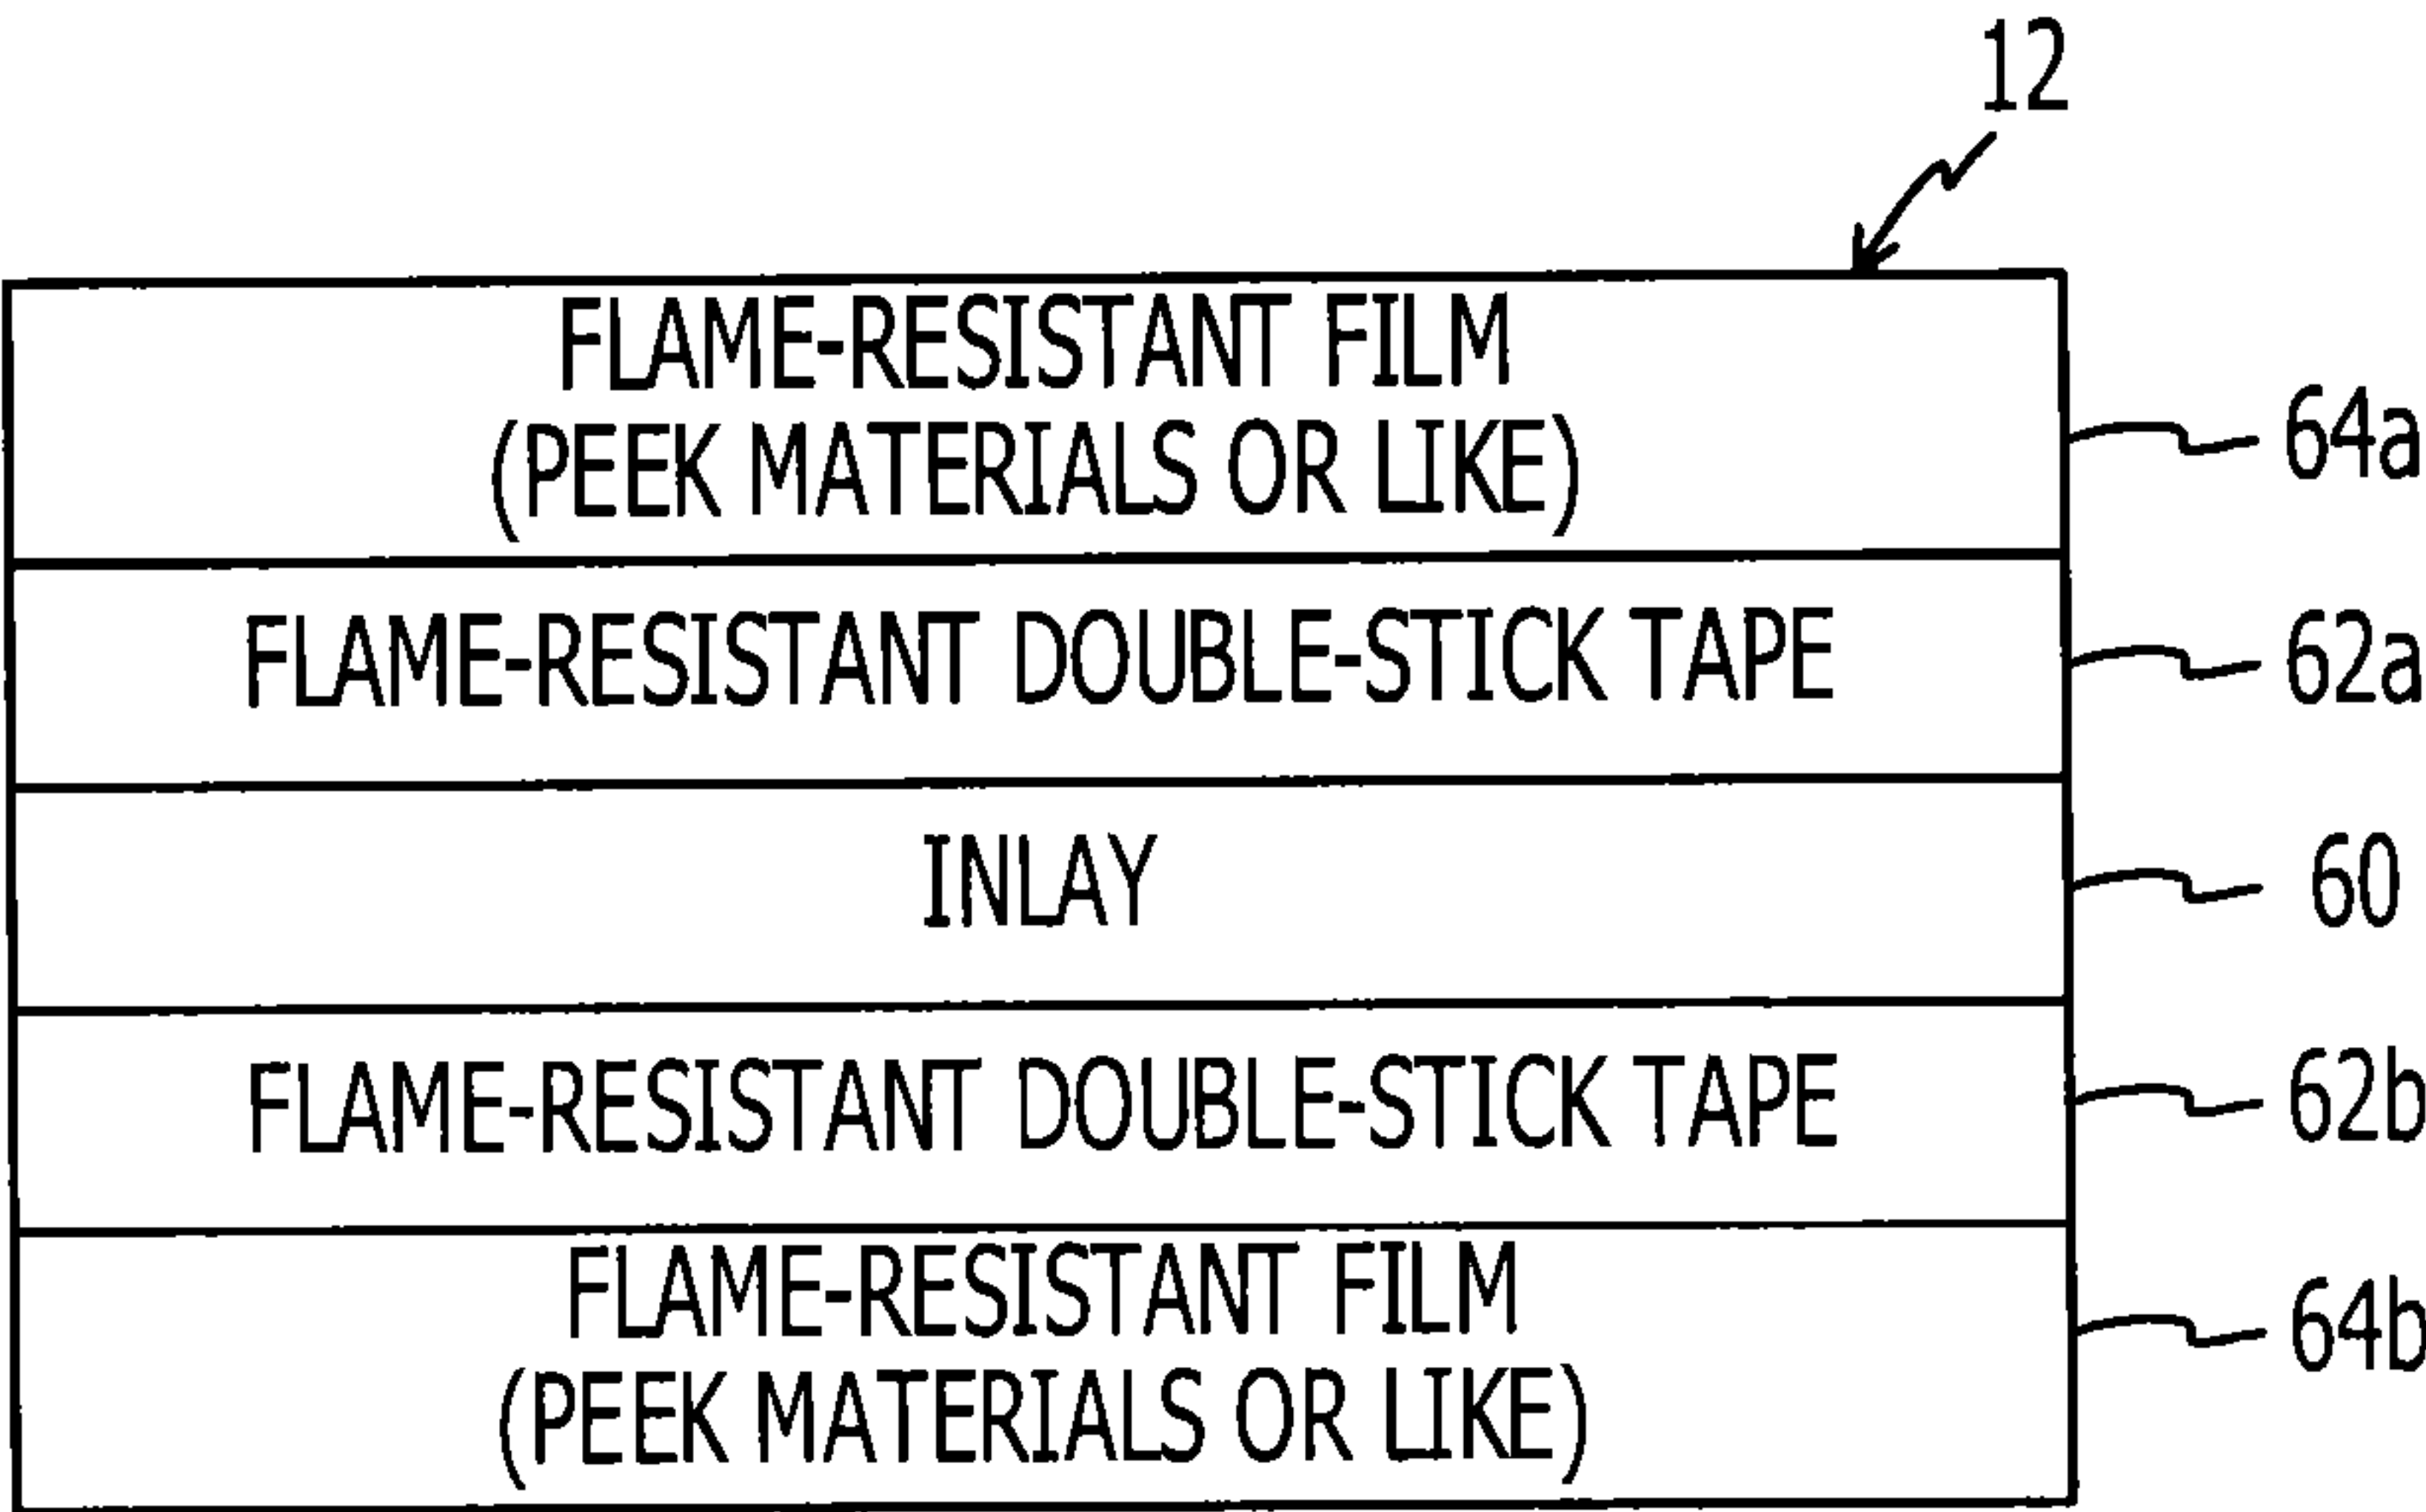 12
FLAME-RESISTANT FILM
(PEEK MATERIALS OR LIKE)
64a
FLAME-RESISTANT DOUBLE-STICK TAPE
62a
INLAY
60
FLAME-RESISTANT DOUBLE-STICK TAPE
62b
FLAME-RESISTANT FILM
(PEEK MATERIALS OR LIKE)
64b